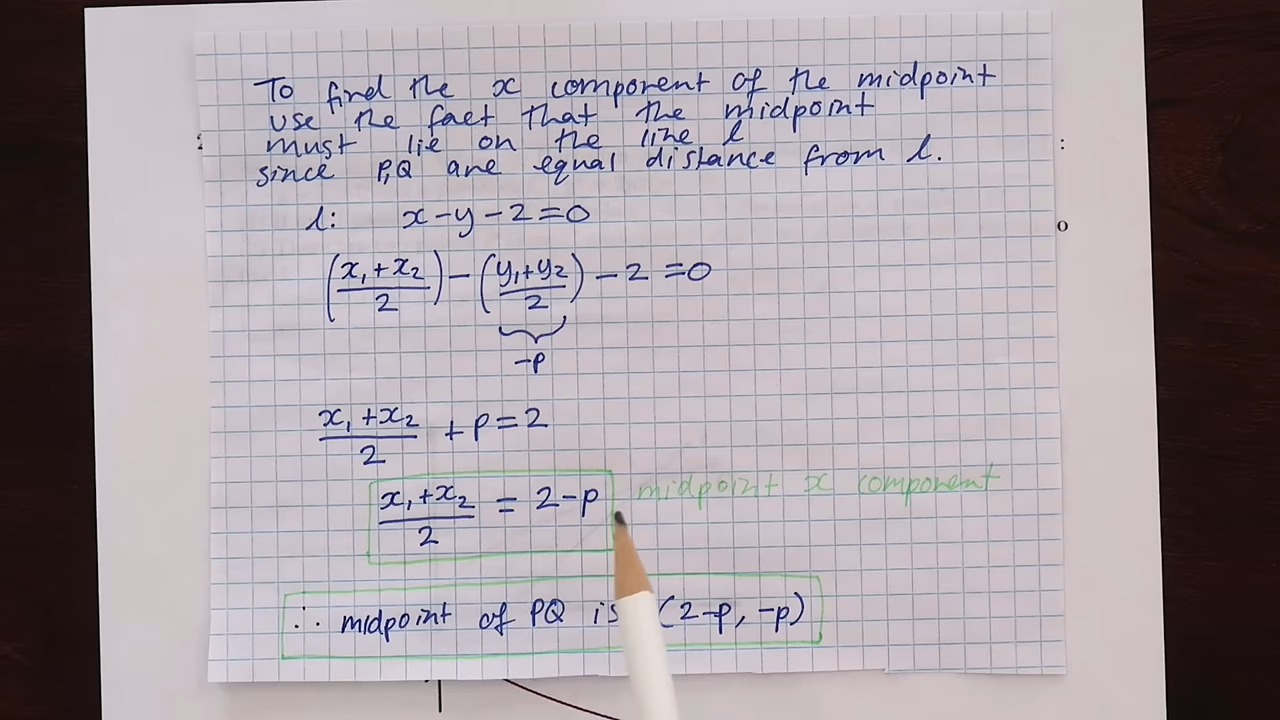 To find the x component of the midpoint
use the fact that the midpoint
must lie on the line l
since P,Q are equal distance from l.
l: x - y - 2 = 0
(x₁+x₂/2) - (y₁+y₂/2) - 2 = 0
-p
x₁+x₂/2 + p = 2
x₁+x₂/2 = 2-p midpoint x component
∴ midpoint of PQ is (2-p, -p)